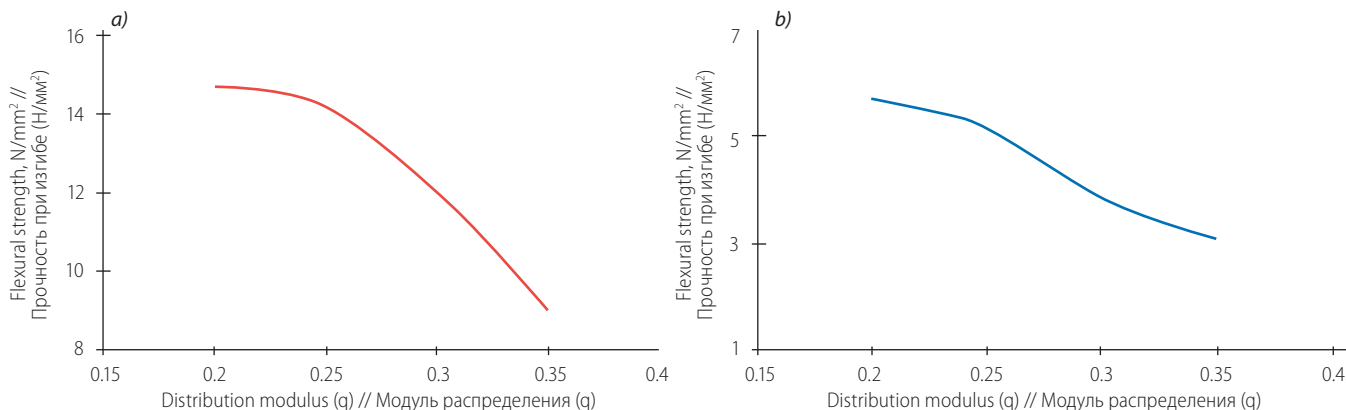 a)
16
14
12
10
8
0.15 0.2 0.25 0.3 0.35 0.4
Flexural strength, N/mm² //
Прочность при изгибе (Н/мм²)
Distribution modulus (q) // Модуль распределения (q)
b)
7
5
3
1
0.15 0.2 0.25 0.3 0.35 0.4
Flexural strength, N/mm² //
Прочность при изгибе (Н/мм²)
Distribution modulus (q) // Модуль распределения (q)